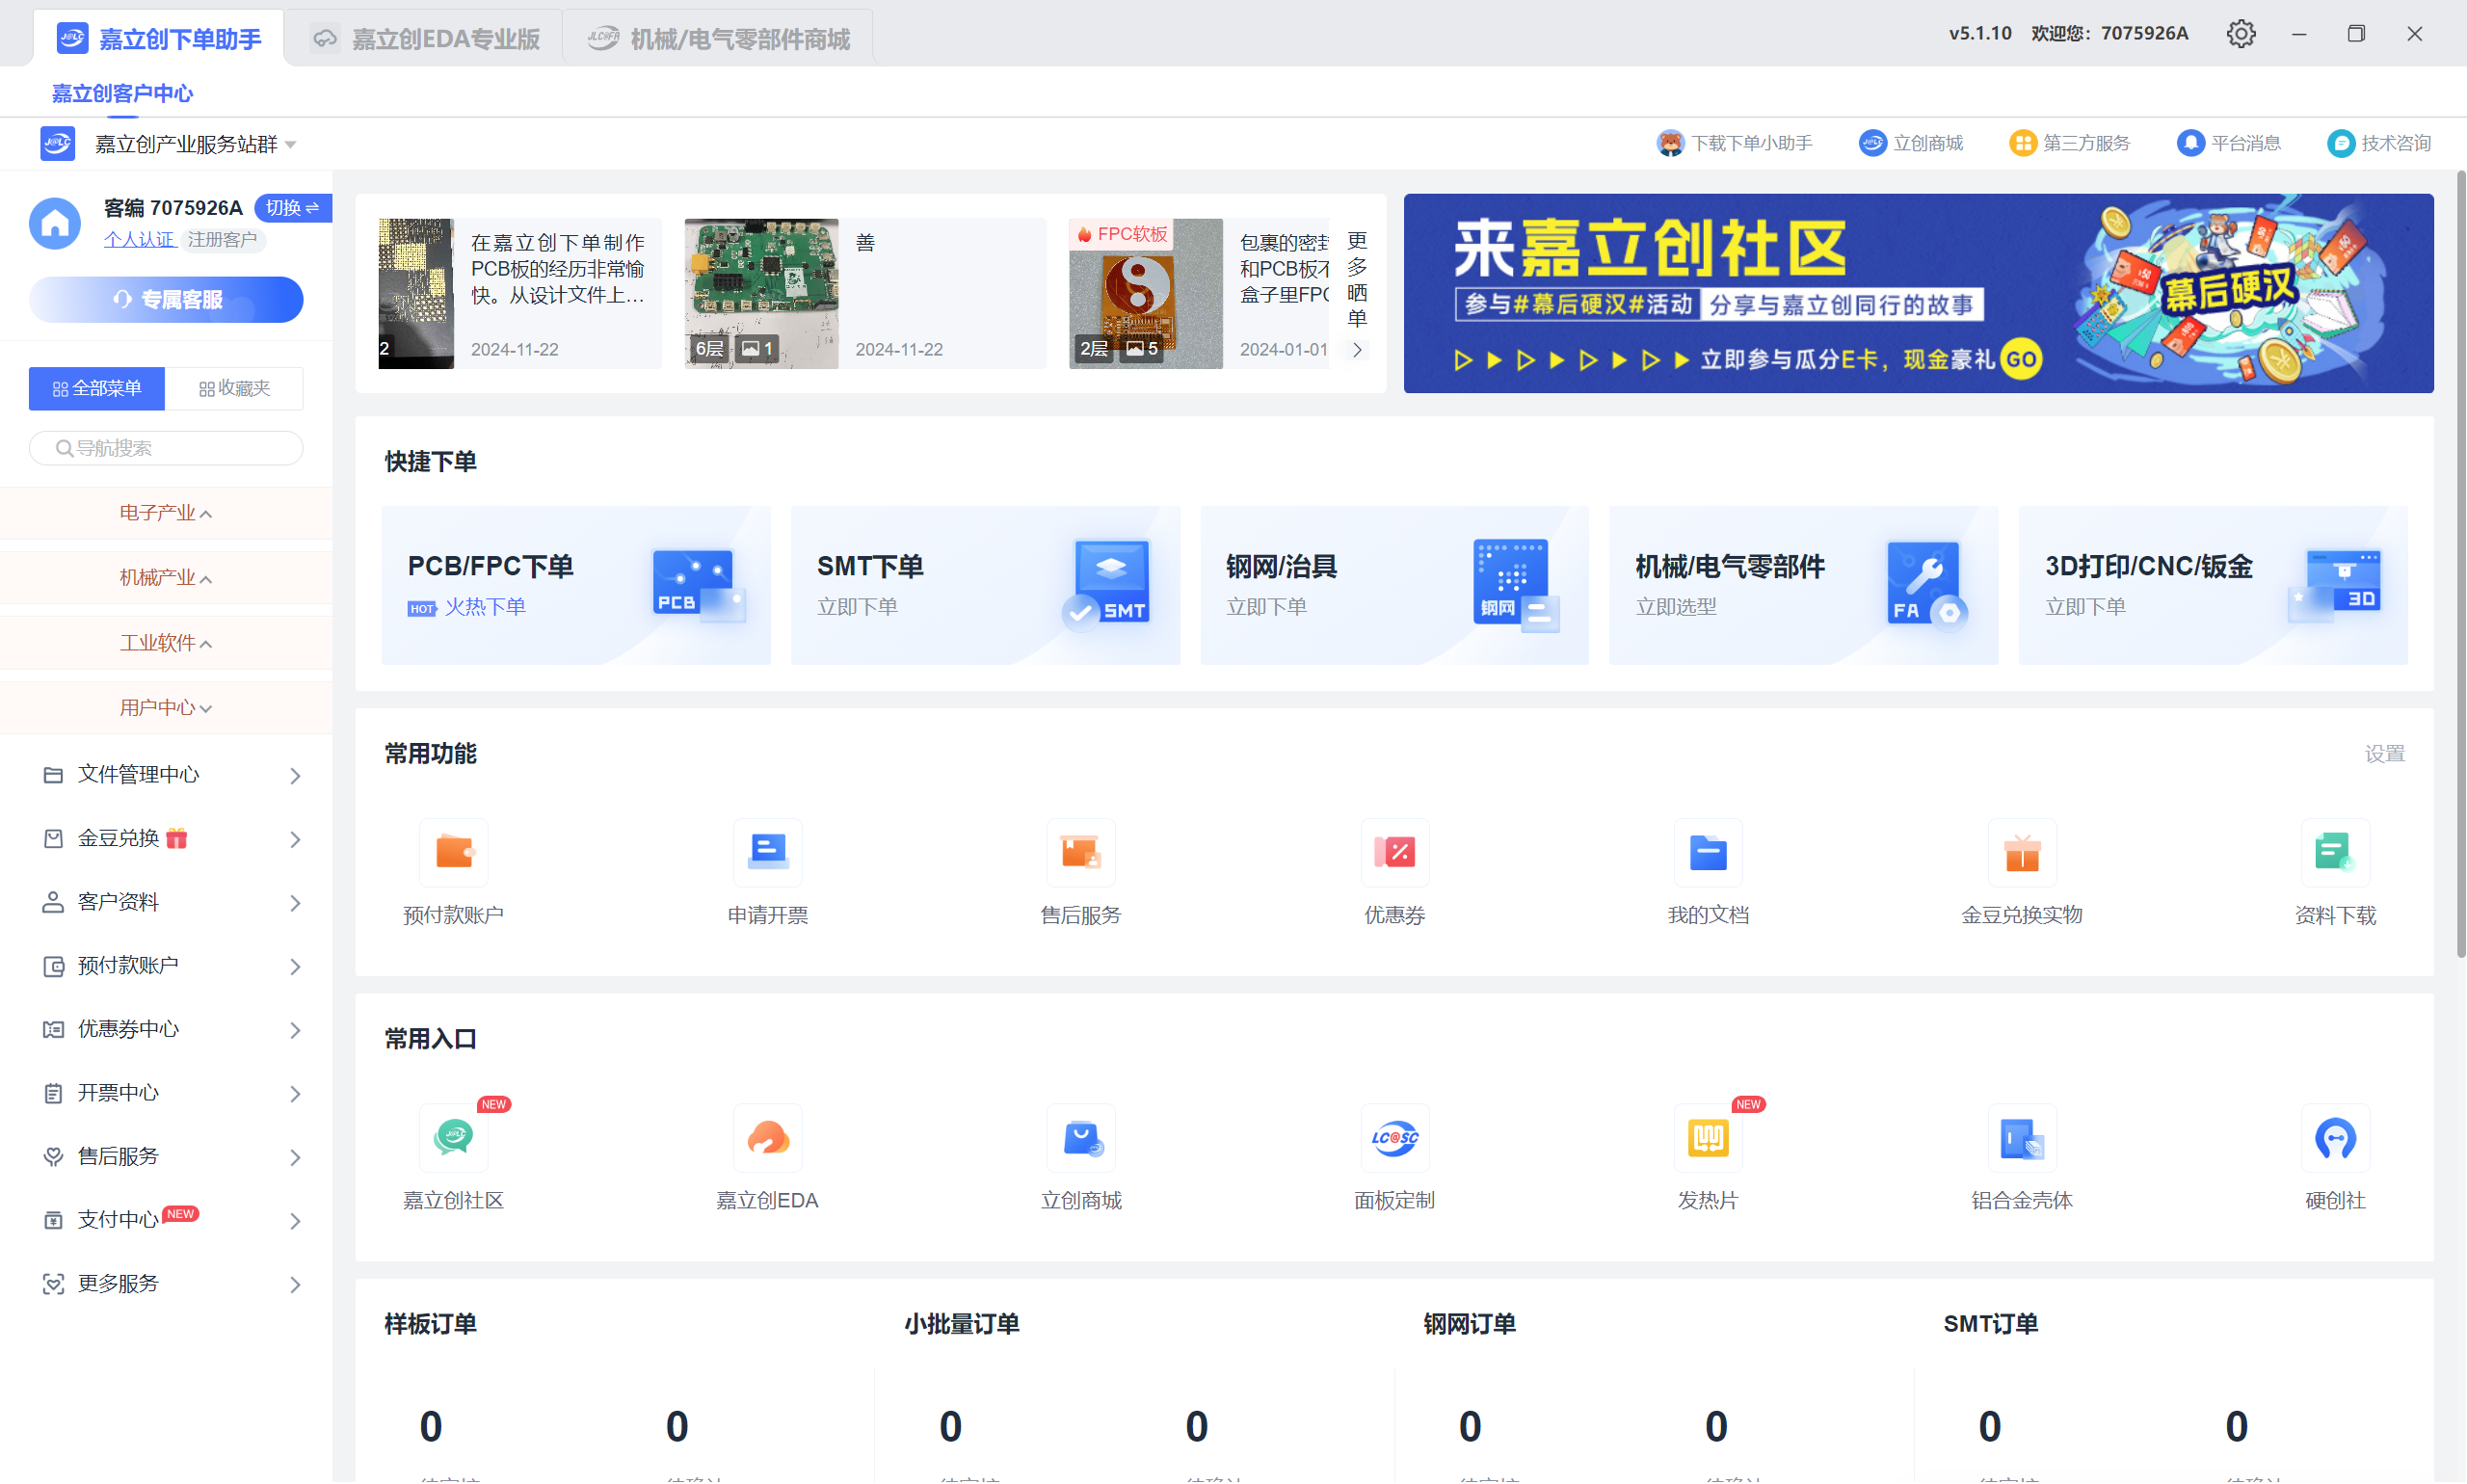 嘉立创下单助手
嘉立创EDA专业版
机械/电气零部件商城
v5.1.10 欢迎您：7075926A
嘉立创客户中心
嘉立创产业服务站群
下载下单小助手
立创商城
第三方服务
平台消息
技术咨询
客编 7075926A
切换
个人认证
注册客户
专属客服
全部菜单
收藏夹
导航搜索
电子产业
机械产业
工业软件
用户中心
文件管理中心
金豆兑换
客户资料
预付款账户
优惠券中心
开票中心
售后服务
支付中心 NEW
更多服务
2
在嘉立创下单制作
PCB板的经历非常愉
快。从设计文件上…
2024-11-22
6层
1
善
2024-11-22
FPC软板
2层
5
包裹的密封
和PCB板不
盒子里FPC
2024-01-01
更多晒单
来嘉立创社区
参与#幕后硬汉#活动 分享与嘉立创同行的故事
立即参与瓜分E卡，现金豪礼 GO
幕后硬汉
快捷下单
PCB/FPC下单
HOT 火热下单
PCB
SMT下单
立即下单
SMT
钢网/治具
立即下单
钢网
机械/电气零部件
立即选型
FA
3D打印/CNC/钣金
立即下单
3D
常用功能
设置
预付款账户
申请开票
售后服务
优惠券
我的文档
金豆兑换实物
资料下载
常用入口
NEW
NEW
嘉立创社区
嘉立创EDA
立创商城
面板定制
发热片
铝合金壳体
硬创社
样板订单
小批量订单
钢网订单
SMT订单
0 0 0 0 0 0 0 0